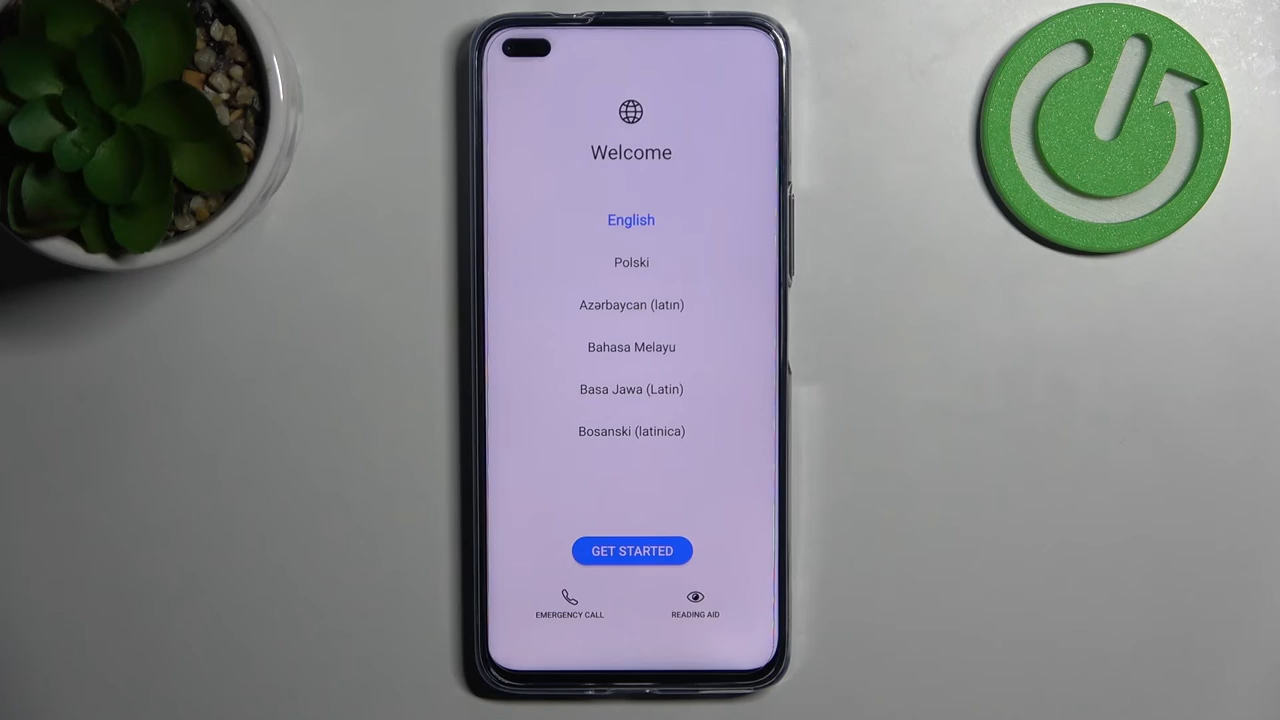 Welcome
English
Polski
Azərbaycan (latın)
Bahasa Melayu
Basa Jawa (Latin)
Bosanski (latinica)
GET STARTED
EMERGENCY CALL
READING AID